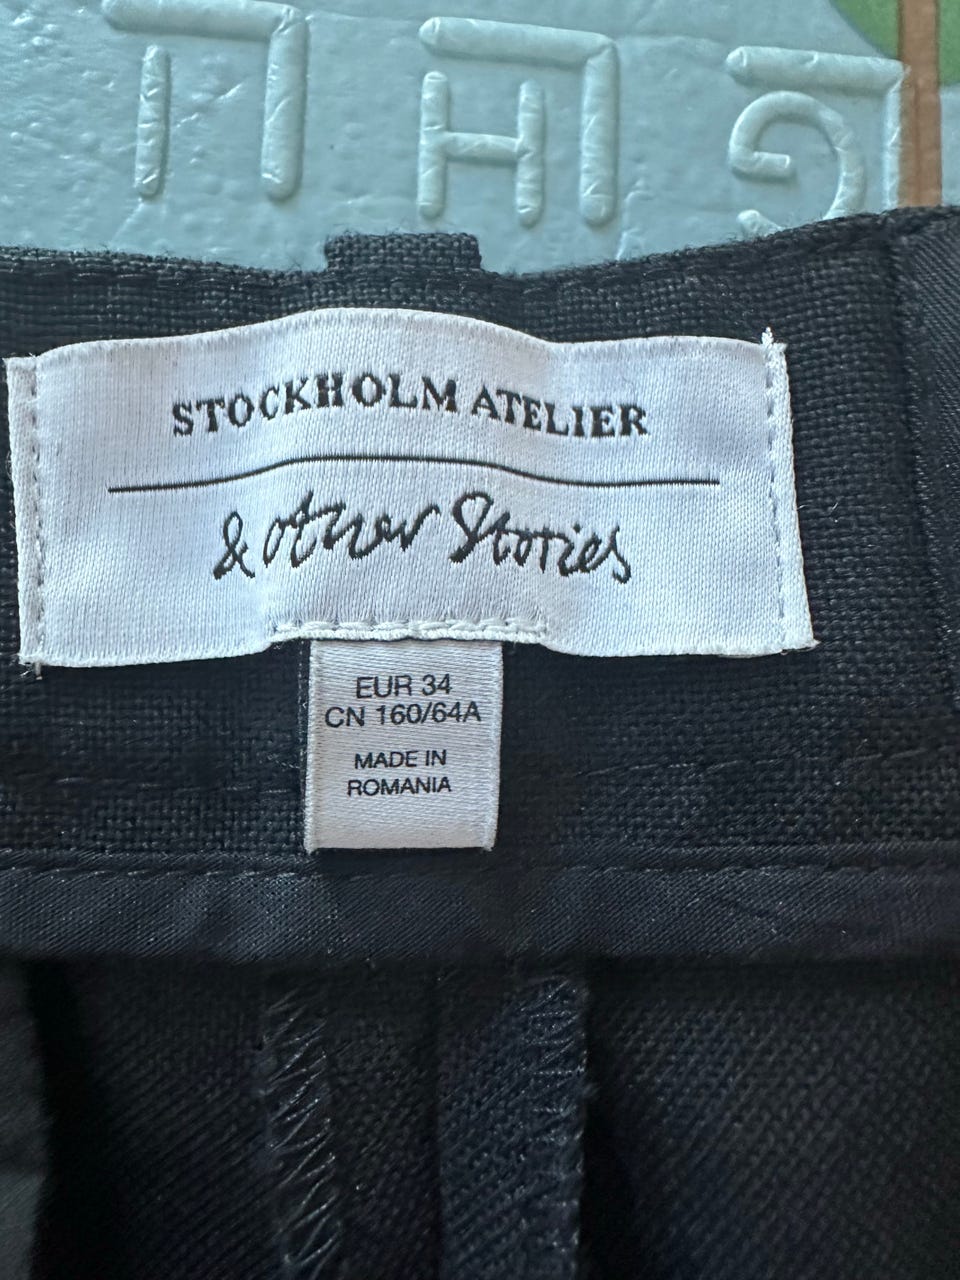 STOCKHOLM ATELIER
& other Stories
EUR 34
CN 160/64A
MADE IN
ROMANIA